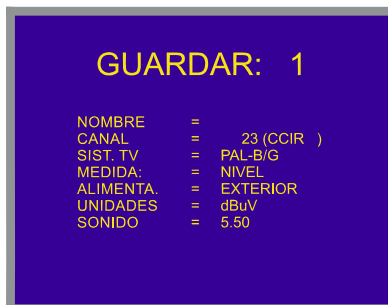 GUARDAR: 1
NOMBRE =
CANAL = 23 (CCIR )
SIST. TV = PAL-B/G
MEDIDA: = NIVEL
ALIMENTA. = EXTERIOR
UNIDADES = dBuV
SONIDO = 5.50